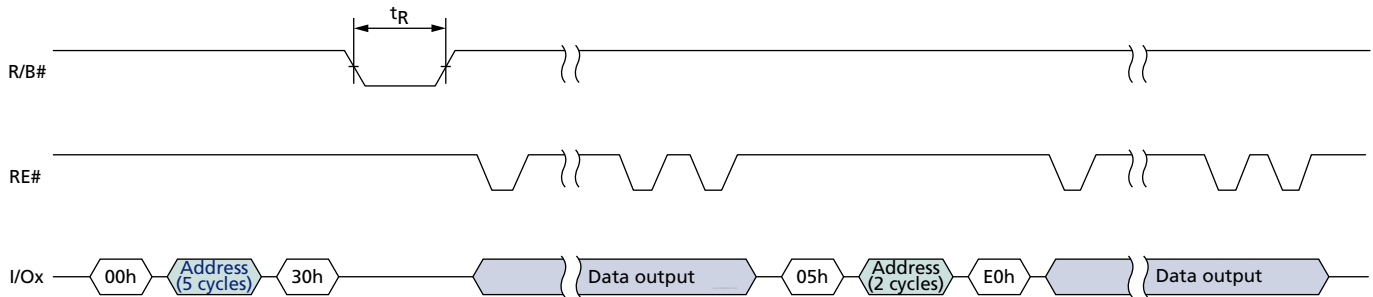 tR
R/B#
RE#
I/Ox
00h
Address
(5 cycles)
30h
Data output
05h
Address
(2 cycles)
E0h
Data output